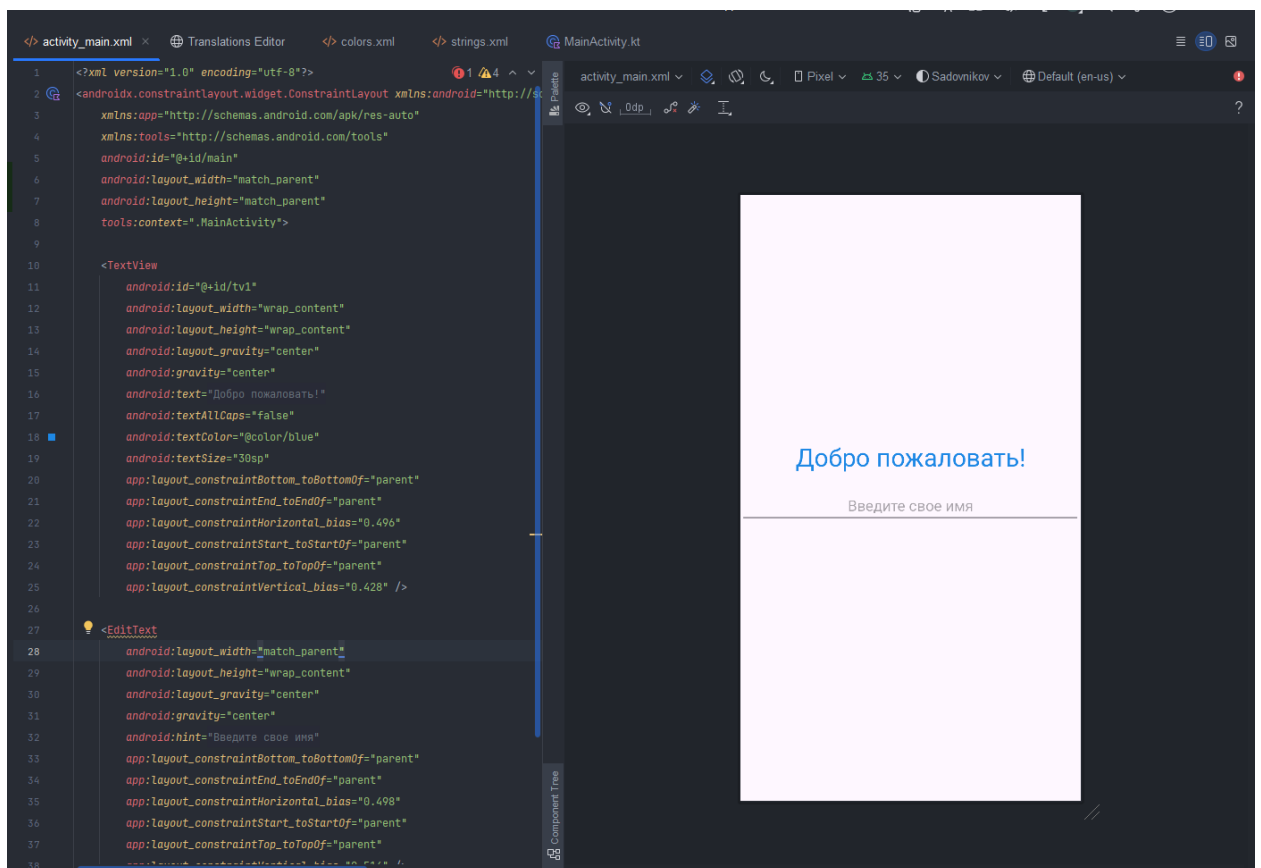 activity_main.xml × Translations Editor colors.xml strings.xml MainActivity.kt
activity_main.xml Pixel 35 Sadovnikov Default (en-us)
0dp ?
Palette
Component Tree
1 4
1 <?xml version="1.0" encoding="utf-8"?>
2 <androidx.constraintlayout.widget.ConstraintLayout xmlns:android="http://sc
3 xmlns:app="http://schemas.android.com/apk/res-auto"
4 xmlns:tools="http://schemas.android.com/tools"
5 android:id="@+id/main"
6 android:layout_width="match_parent"
7 android:layout_height="match_parent"
8 tools:context=".MainActivity">
9
10 <TextView
11 android:id="@+id/tv1"
12 android:layout_width="wrap_content"
13 android:layout_height="wrap_content"
14 android:layout_gravity="center"
15 android:gravity="center"
16 android:text="Добро пожаловать!"
17 android:textAllCaps="false"
18 android:textColor="@color/blue"
19 android:textSize="30sp"
20 app:layout_constraintBottom_toBottomOf="parent"
21 app:layout_constraintEnd_toEndOf="parent"
22 app:layout_constraintHorizontal_bias="0.496"
23 app:layout_constraintStart_toStartOf="parent"
24 app:layout_constraintTop_toTopOf="parent"
25 app:layout_constraintVertical_bias="0.428" />
26
27 <EditText
28 android:layout_width="match_parent"
29 android:layout_height="wrap_content"
30 android:layout_gravity="center"
31 android:gravity="center"
32 android:hint="Введите свое имя"
33 app:layout_constraintBottom_toBottomOf="parent"
34 app:layout_constraintEnd_toEndOf="parent"
35 app:layout_constraintHorizontal_bias="0.498"
36 app:layout_constraintStart_toStartOf="parent"
37 app:layout_constraintTop_toTopOf="parent"
38
Добро пожаловать!
Введите свое имя